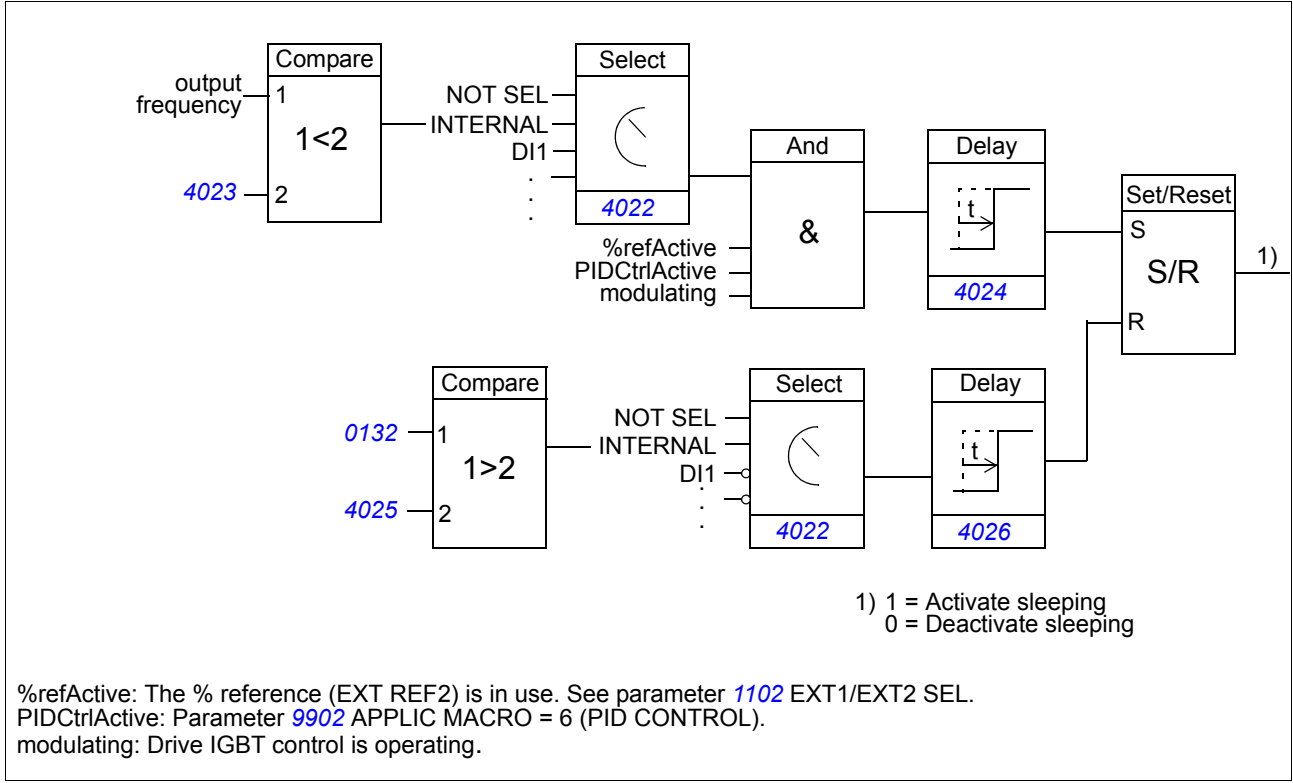 Compare
output
frequency
1
1<2
4023
2
NOT SEL
INTERNAL
DI1
.
.
.
Select
4022
%refActive
PIDCtrlActive
modulating
And
&
Delay
t
4024
Set/Reset
S
S/R
R
1)
Compare
0132
1
1>2
4025
2
NOT SEL
INTERNAL
DI1
.
.
.
Select
4022
Delay
t
4026
1) 1 = Activate sleeping
0 = Deactivate sleeping
%refActive: The % reference (EXT REF2) is in use. See parameter 1102 EXT1/EXT2 SEL.
PIDCtrlActive: Parameter 9902 APPLIC MACRO = 6 (PID CONTROL).
modulating: Drive IGBT control is operating.